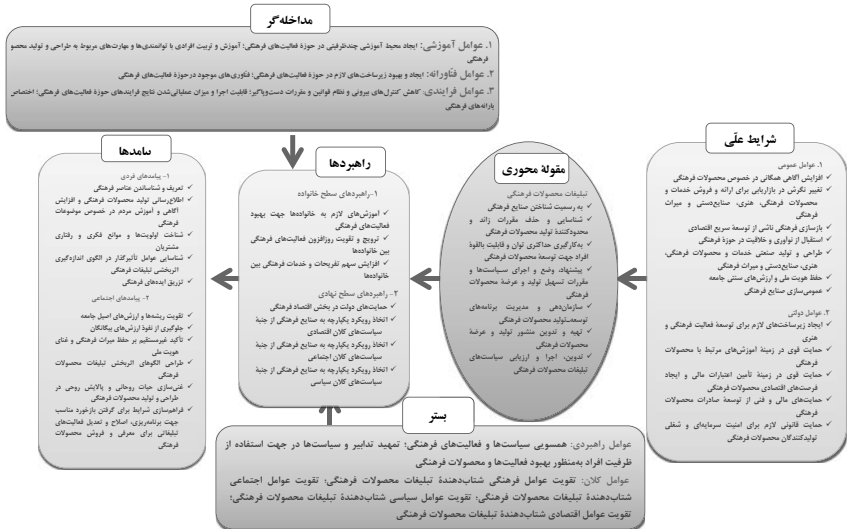 مداخله‌گر
۱. عوامل آموزشی: ایجاد محیط آموزشی چندظرفیتی در حوزهٔ فعالیت‌های فرهنگی؛ آموزش و تربیت افرادی با توانمندی‌ها و مهارت‌های مربوط به طراحی و تولید محصو
فرهنگی
۲. عوامل فنّاورانه: ایجاد و بهبود زیرساخت‌های لازم در حوزهٔ فعالیت‌های فرهنگی؛ فنّاوری‌های موجود درحوزهٔ فعالیت‌های فرهنگی
۳. عوامل فرایندی: کاهش کنترل‌های بیرونی و نظام قوانین و مقررات دست‌وپاگیر؛ قابلیت اجرا و میزان عملیاتی‌شدن نتایج فرایندهای حوزهٔ فعالیت‌های فرهنگی؛ اختصاص
یارانه‌های فرهنگی
شرایط علّی
۱. عوامل عمومی
✓ افزایش آگاهی همگانی در خصوص محصولات فرهنگی
✓ تغییر نگرش در بازاریابی برای ارائه و فروش خدمات و
محصولات فرهنگی، هنری، صنایع‌دستی و میراث
فرهنگی
✓ بازسازی فرهنگی ناشی از توسعهٔ سریع اقتصادی
✓ استقبال از نوآوری و خلاقیت در حوزهٔ فرهنگی
✓ طراحی و تولید صنعتی خدمات و محصولات فرهنگی،
هنری، صنایع‌دستی و میراث فرهنگی
✓ حفظ هویت ملی و ارزش‌های سنتی جامعه
✓ عمومی‌سازی صنایع فرهنگی
۲. عوامل دولتی
✓ ایجاد زیرساخت‌های لازم برای توسعهٔ فعالیت فرهنگی و
هنری
✓ حمایت قوی در زمینهٔ آموزش‌های مرتبط با محصولات
فرهنگی
✓ حمایت قوی در زمینهٔ تأمین اعتبارات مالی و ایجاد
فرصت‌های اقتصادی محصولات فرهنگی
✓ حمایت‌های مالی و فنی از توسعهٔ صادرات محصولات
فرهنگی
✓ حمایت قانونی لازم برای امنیت سرمایه‌ای و شغلی
تولیدکنندگان محصولات فرهنگی
مقولهٔ محوری
تبلیغات محصولات فرهنگی
✓ به رسمیت شناختن صنایع فرهنگی
✓ شناسایی و حذف مقررات زائد و
محدودکنندهٔ تولید محصولات فرهنگی
✓ به‌کارگیری حداکثری توان و قابلیت بالقوهٔ
افراد جهت توسعهٔ محصولات فرهنگی
✓ پیشنهاد، وضع و اجرای سیاست‌ها و
مقررات تسهیل تولید و عرضهٔ محصولات
فرهنگی
✓ سازمان‌دهی و مدیریت برنامه‌های
توسعه‌تولید محصولات فرهنگی
✓ تهیه و تدوین منشور تولید و عرضهٔ
محصولات فرهنگی
✓ تدوین، اجرا و ارزیابی سیاست‌های
تبلیغات محصولات فرهنگی
راهبردها
۱-راهبردهای سطح خانواده
✓ آموزش‌های لازم به خانواده‌ها جهت بهبود
فعالیت‌های فرهنگی
✓ ترویج و تقویت روزافزون فعالیت‌های فرهنگی
بین خانواده‌ها
✓ افزایش سهم تفریحات و خدمات فرهنگی بین
خانواده‌ها
۲-راهبردهای سطح نهادی
✓ حمایت‌های دولت در بخش اقتصاد فرهنگی
✓ اتخاذ رویکرد یکپارچه به صنایع فرهنگی از جنبهٔ
سیاست‌های کلان اقتصادی
✓ اتخاذ رویکرد یکپارچه به صنایع فرهنگی از جنبهٔ
سیاست‌های کلان اجتماعی
✓ اتخاذ رویکرد یکپارچه به صنایع فرهنگی از جنبهٔ
سیاست‌های کلان سیاسی
پیامدها
۱- پیامدهای فردی
✓ تعریف و شناساندن عناصر فرهنگی
✓ اطلاع‌رسانی تولید محصولات فرهنگی و افزایش
آگاهی و آموزش مردم در خصوص موضوعات
فرهنگی
✓ شناخت اولویت‌ها و موانع فکری و رفتاری
مشتریان
✓ شناسایی عوامل تأثیرگذار در الگوی اندازه‌گیری
اثربخشی تبلیغات فرهنگی
✓ تزریق ایده‌های فرهنگی
۲- پیامدهای اجتماعی
✓ تقویت ریشه‌ها و ارزش‌های اصیل جامعه
✓ جلوگیری از نفوذ ارزش‌های بیگانگان
✓ تأکید غیرمستقیم بر حفظ میراث فرهنگی و غنای
هویت ملی
✓ طراحی الگوهای اثربخش تبلیغات محصولات
فرهنگی
✓ غنی‌سازی حیات روحانی و پالایش روحی در
طراحی و تولید محصولات فرهنگی
✓ فراهم‌سازی شرایط برای گرفتن بازخورد مناسب
جهت برنامه‌ریزی، اصلاح و تعدیل فعالیت‌های
تبلیغاتی برای معرفی و فروش محصولات
فرهنگی
بستر
عوامل راهبردی: همسویی سیاست‌ها و فعالیت‌های فرهنگی؛ تمهید تدابیر و سیاست‌ها در جهت استفاده از
ظرفیت افراد به‌منظور بهبود فعالیت‌ها و محصولات فرهنگی
عوامل کلان: تقویت عوامل فرهنگی شتاب‌دهندهٔ تبلیغات محصولات فرهنگی؛ تقویت عوامل اجتماعی
شتاب‌دهندهٔ تبلیغات محصولات فرهنگی؛ تقویت عوامل سیاسی شتاب‌دهندهٔ تبلیغات محصولات فرهنگی؛
تقویت عوامل اقتصادی شتاب‌دهندهٔ تبلیغات محصولات فرهنگی